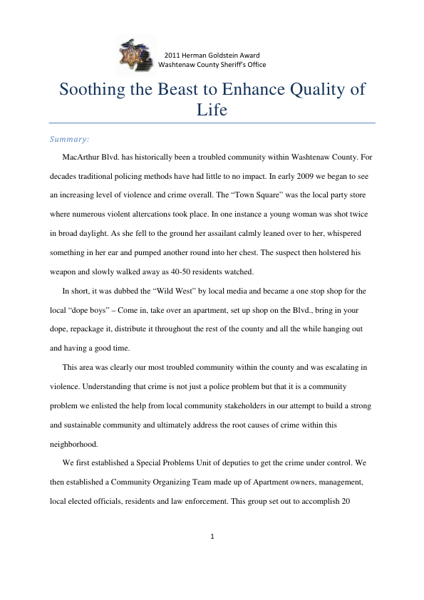 2011 Herman Goldstein Award
Washtenaw County Sheriff's Office
Soothing the Beast to Enhance Quality of
Life
Summary:
MacArthur Blvd. has historically been a troubled community within Washtenaw County. For
decades traditional policing methods have had little to no impact. In early 2009 we began to see
an increasing level of violence and crime overall. The “Town Square” was the local party store
where numerous violent altercations took place. In one instance a young woman was shot twice
in broad daylight. As she fell to the ground her assailant calmly leaned over to her, whispered
something in her ear and pumped another round into her chest. The suspect then holstered his
weapon and slowly walked away as 40-50 residents watched.
In short, it was dubbed the “Wild West” by local media and became a one stop shop for the
local “dope boys” – Come in, take over an apartment, set up shop on the Blvd., bring in your
dope, repackage it, distribute it throughout the rest of the county and all the while hanging out
and having a good time.
This area was clearly our most troubled community within the county and was escalating in
violence. Understanding that crime is not just a police problem but that it is a community
problem we enlisted the help from local community stakeholders in our attempt to build a strong
and sustainable community and ultimately address the root causes of crime within this
neighborhood.
We first established a Special Problems Unit of deputies to get the crime under control. We
then established a Community Organizing Team made up of Apartment owners, management,
local elected officials, residents and law enforcement. This group set out to accomplish 20
1